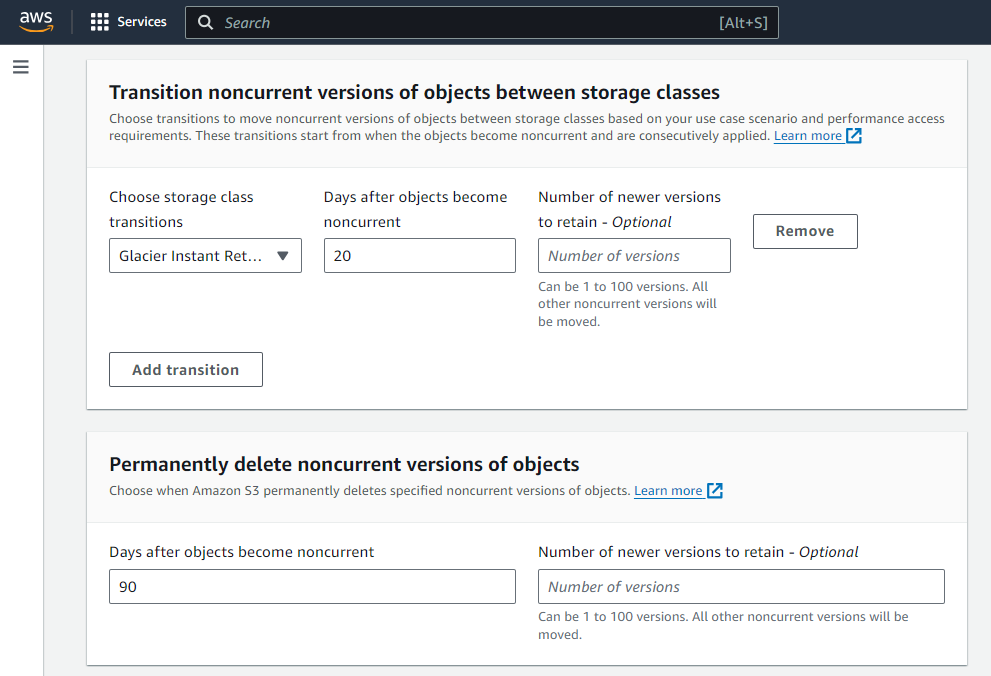 aws
Services
Search
[Alt+S]
Transition noncurrent versions of objects between storage classes
Choose transitions to move noncurrent versions of objects between storage classes based on your use case scenario and performance access
requirements. These transitions start from when the objects become noncurrent and are consecutively applied. Learn more
Choose storage class
transitions
Days after objects become
noncurrent
Number of newer versions
to retain - Optional
Remove
Glacier Instant Ret...
20
Number of versions
Can be 1 to 100 versions. All
other noncurrent versions will
be moved.
Add transition
Permanently delete noncurrent versions of objects
Choose when Amazon S3 permanently deletes specified noncurrent versions of objects. Learn more
Days after objects become noncurrent
Number of newer versions to retain - Optional
90
Number of versions
Can be 1 to 100 versions. All other noncurrent versions will be
moved.